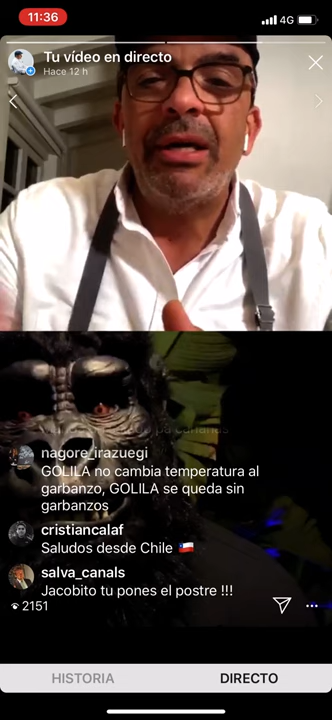 11:36
4G
Tu vídeo en directo
Hace 12 h
nagore_irazuegi
GOLILA no cambia temperatura al
garbanzo, GOLILA se queda sin
garbanzos
cristiancalaf
Saludos desde Chile 🇨🇱
salva_canals
Jacobito tu pones el postre !!!
2151
HISTORIA
DIRECTO